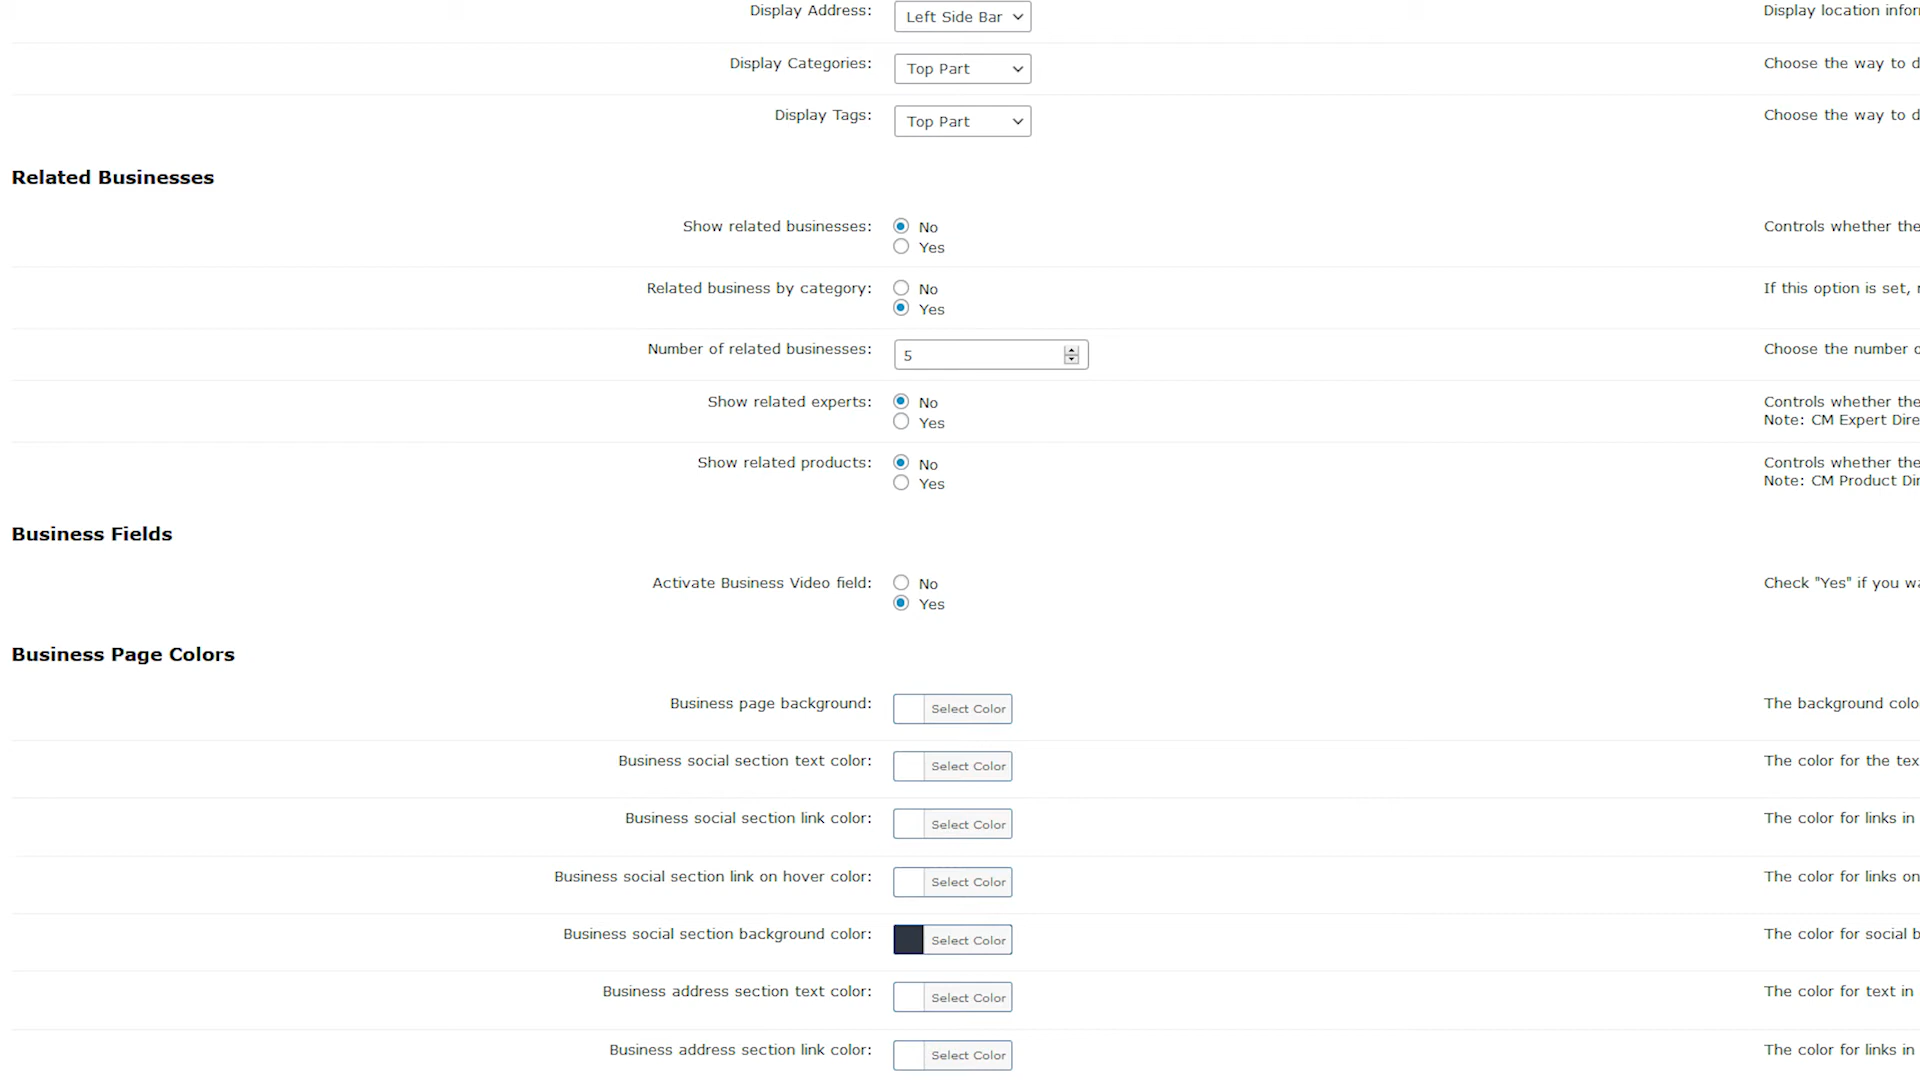 Display Address: Left Side Bar Display location infor
Display Categories: Top Part Choose the way to d
Display Tags: Top Part Choose the way to d
Related Businesses
Show related businesses: No Controls whether the
Yes
Related business by category: No If this option is set,
Yes
Number of related businesses: 5 Choose the number
Show related experts: No Controls whether the
Yes Note: CM Expert Dire
Show related products: No Controls whether the
Yes Note: CM Product Dir
Business Fields
Activate Business Video field: No Check "Yes" if you wa
Yes
Business Page Colors
Business page background: Select Color The background colo
Business social section text color: Select Color The color for the tex
Business social section link color: Select Color The color for links in
Business social section link on hover color: Select Color The color for links on
Business social section background color: Select Color The color for social b
Business address section text color: Select Color The color for text in
Business address section link color: Select Color The color for links in